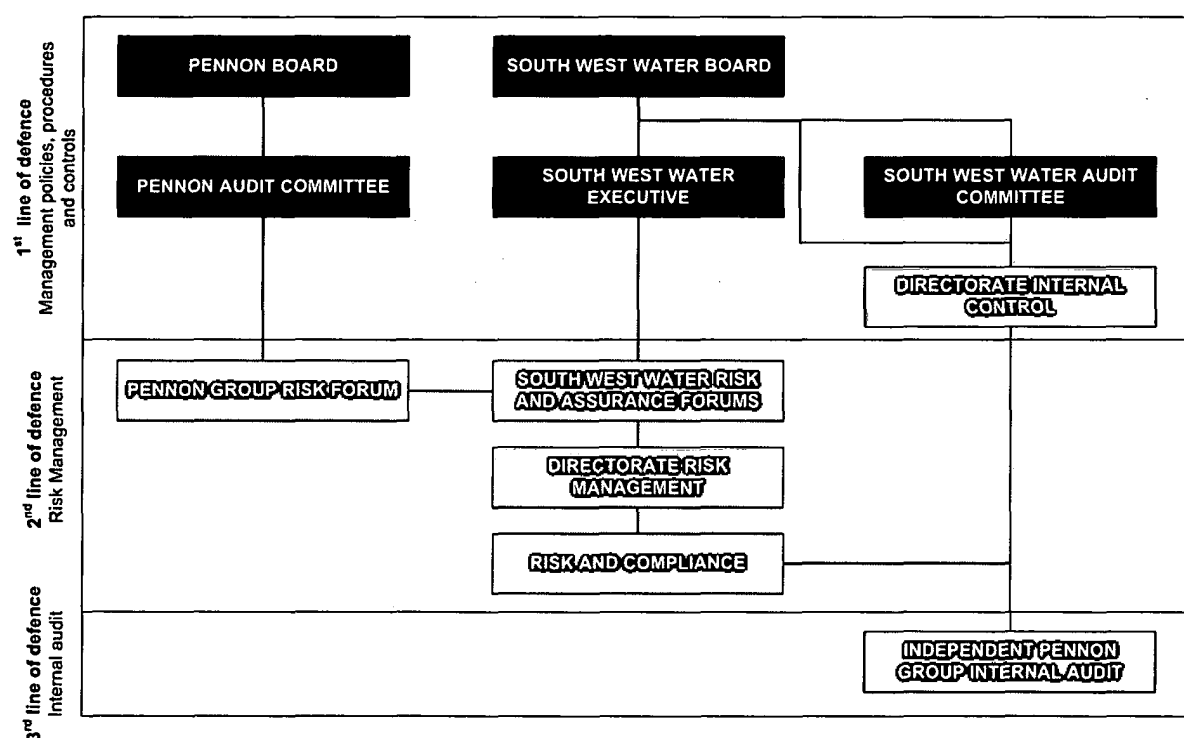 1st line of defence
Management policies, procedures
and controls
PENNON BOARD
SOUTH WEST WATER BOARD
PENNON AUDIT COMMITTEE
SOUTH WEST WATER
EXECUTIVE
SOUTH WEST WATER AUDIT
COMMITTEE
DIRECTORATE INTERNAL
CONTROL
2nd line of defence
Risk Management
PENNON GROUP RISK FORUM
SOUTH WEST WATER RISK
AND ASSURANCE FORUMS
DIRECTORATE RISK
MANAGEMENT
RISK AND COMPLIANCE
3rd line of defence
Internal audit
INDEPENDENT PENNON
GROUP INTERNAL AUDIT